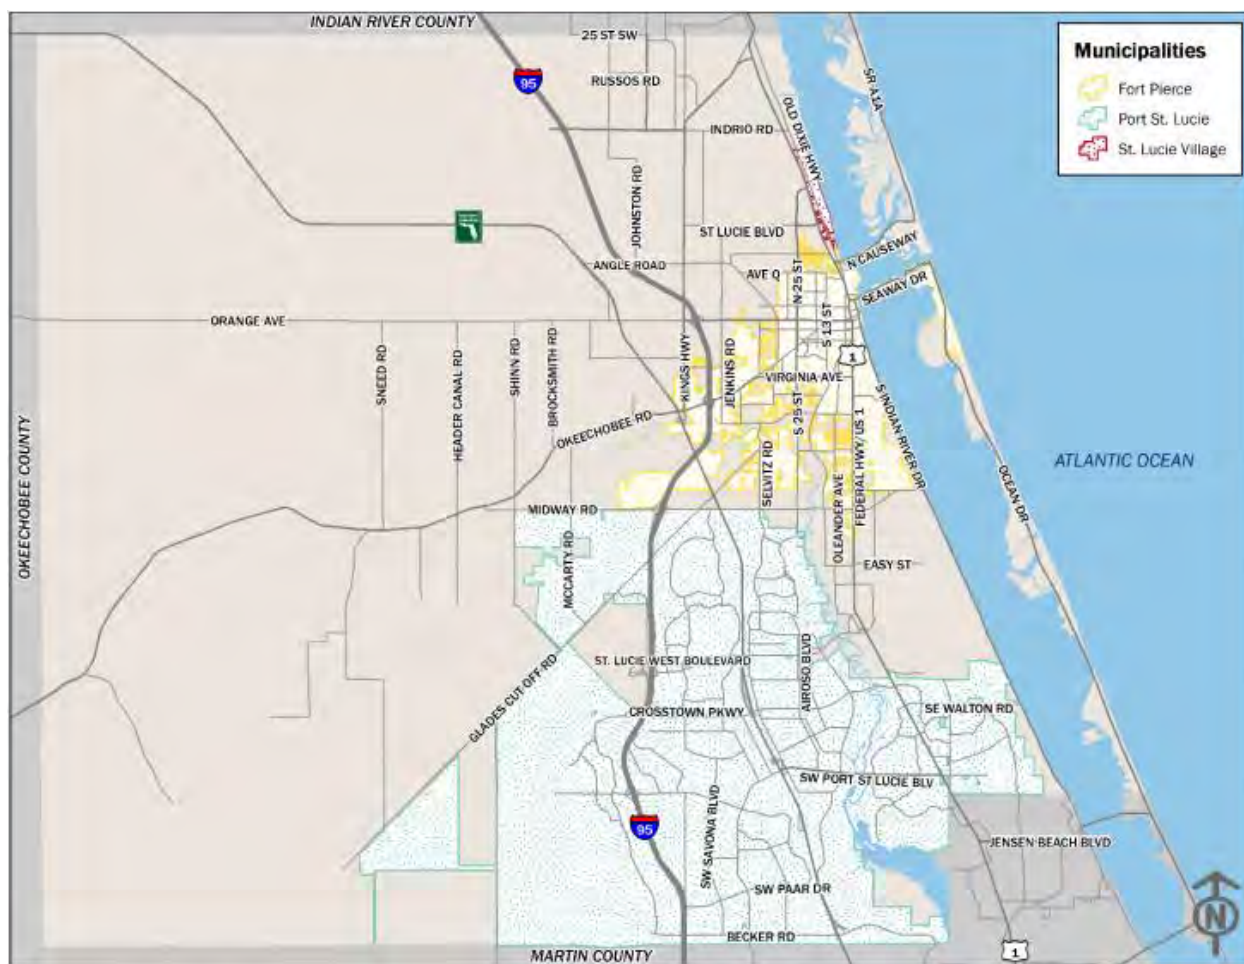 INDIAN RIVER COUNTY
25 ST SW
95
RUSSOS RD
INDRIO RD
OLD DIXIE HWY
SR A1A
Municipalities
Fort Pierce
Port St. Lucie
St. Lucie Village
JOHNSTON RD
ST LUCIE BLVD
N CAUSEWAY
ANGLE ROAD
AVE Q
N 25 ST
SEAWAY DR
ORANGE AVE
S 13 ST
SNEED RD
HEADER CANAL RD
SHINN RD
BROCKSMITH RD
KINGS HWY
JENKINS RD
1
VIRGINIA AVE
OKEECHOBEE RD
S 25 ST
S INDIAN RIVER DR
OKEECHOBEE COUNTY
SELVITZ RD
OLEANDER AVE
FEDERAL HWY/ US 1
OCEAN DR
ATLANTIC OCEAN
MIDWAY RD
MCCARTY RD
EASY ST
GLADES CUT OFF RD
ST. LUCIE WEST BOULEVARD
AIROSO BLVD
CROSSTOWN PKWY
SE WALTON RD
SW PORT ST LUCIE BLV
95
SW SAVONA BLVD
JENSEN BEACH BLVD
SW PAAR DR
BECKER RD
MARTIN COUNTY
1
N